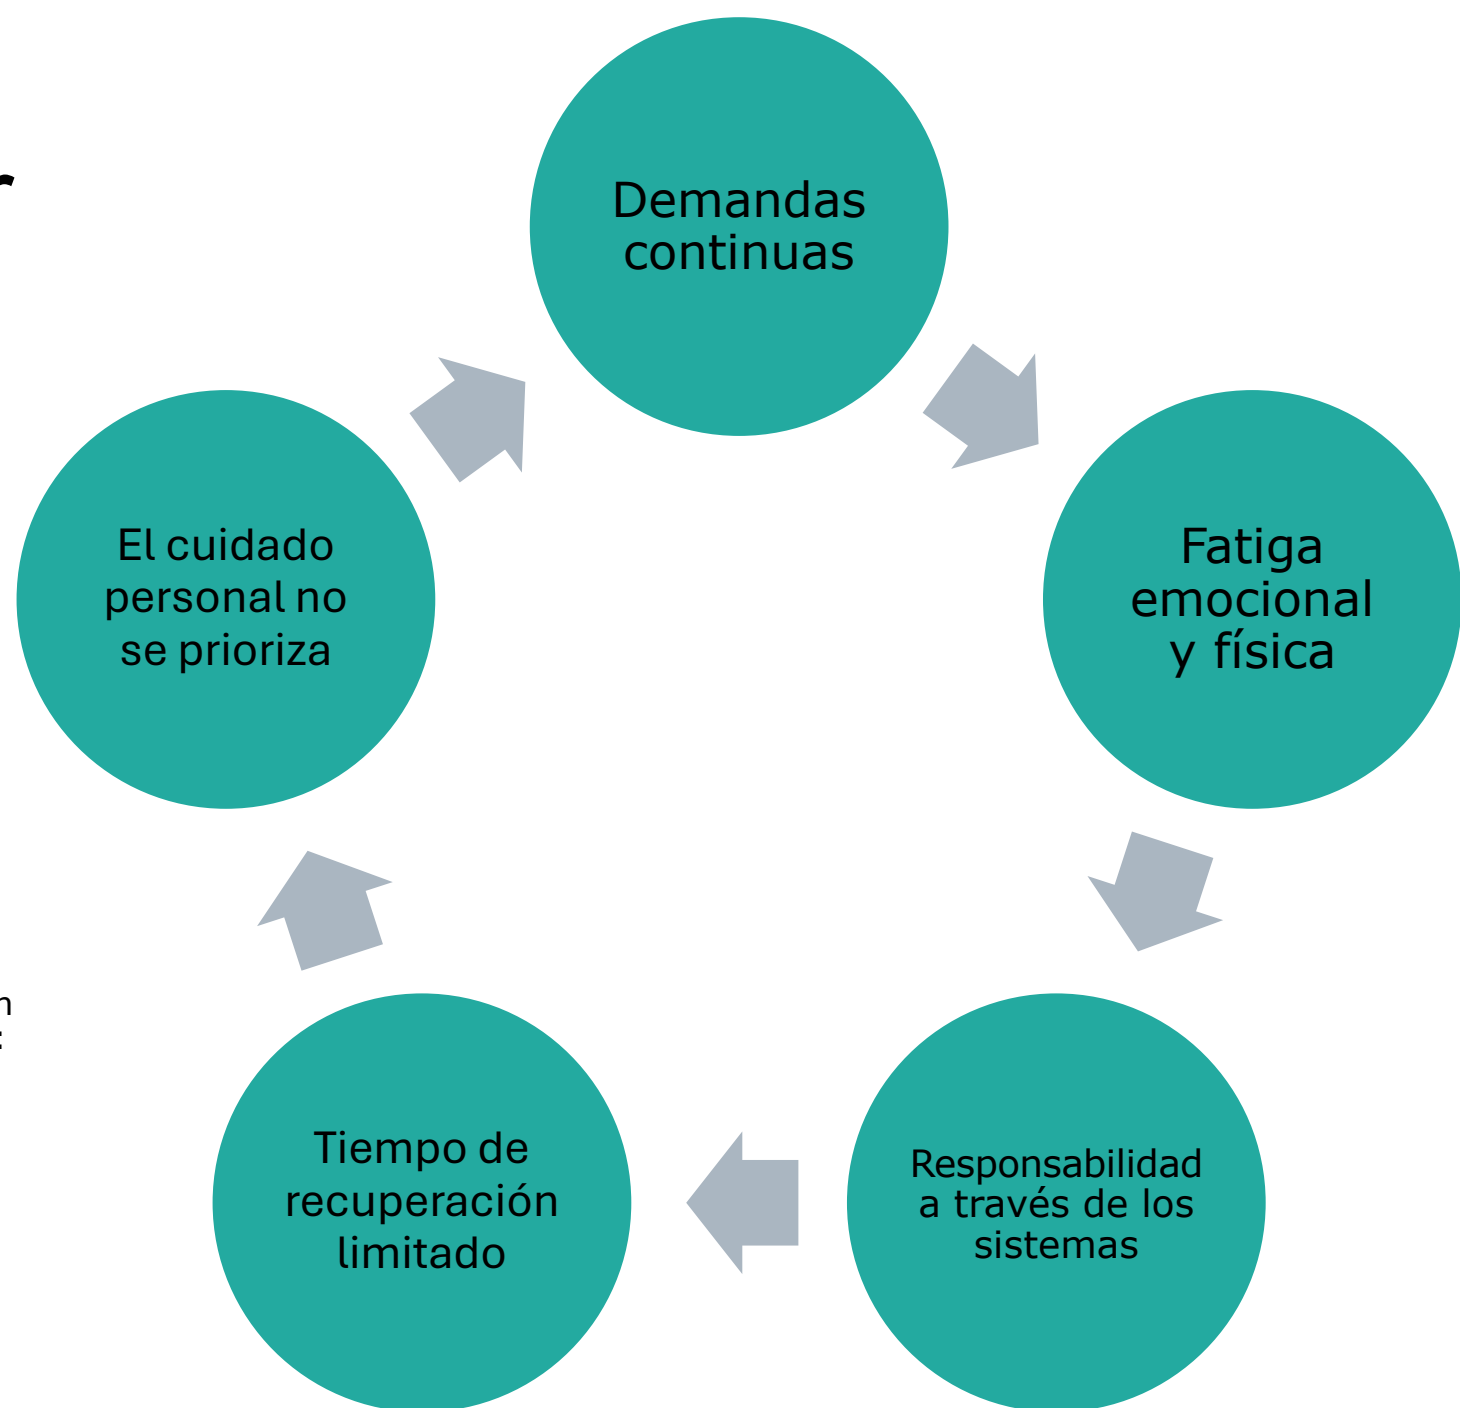 Demandas
continuas
Fatiga
emocional
y física
Responsabilidad
a través de los
sistemas
Tiempo de
recuperación
limitado
El cuidado
personal no
se prioriza